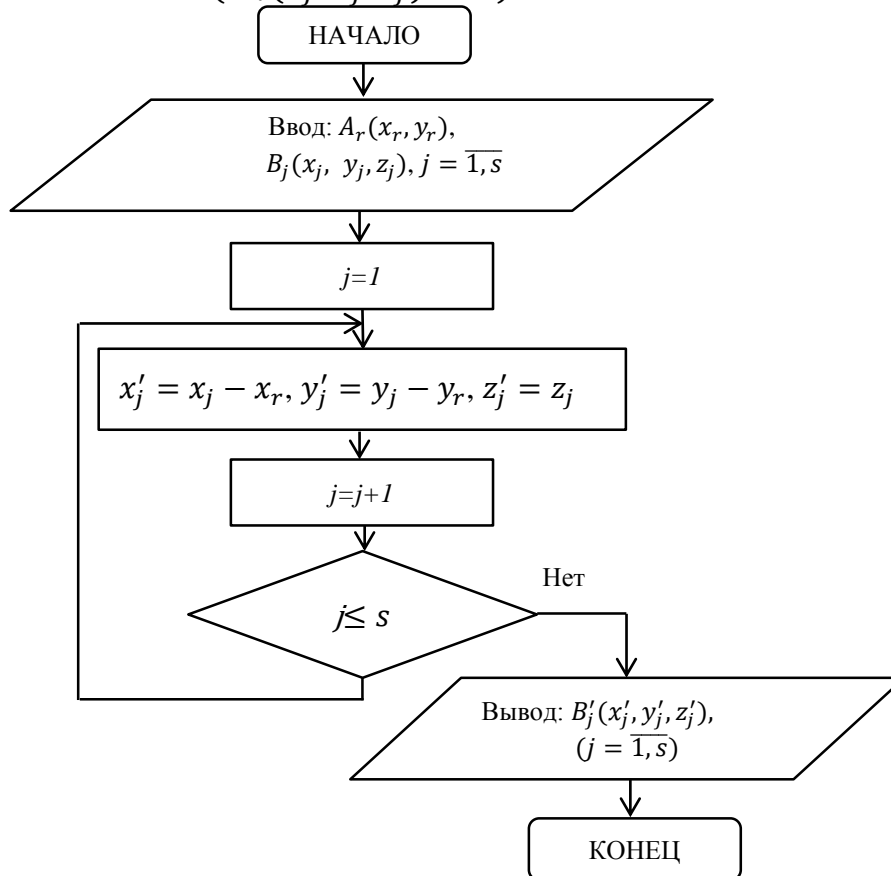 НАЧАЛО
Ввод: A_r(x_r, y_r),
B_j(x_j, y_j, z_j), j = \overline{1, s}
j=1
x'_j = x_j − x_r, y'_j = y_j − y_r, z'_j = z_j
j=j+1
j≤ s
Нет
Вывод: B'_j(x'_j, y'_j, z'_j),
(j = \overline{1, s})
КОНЕЦ